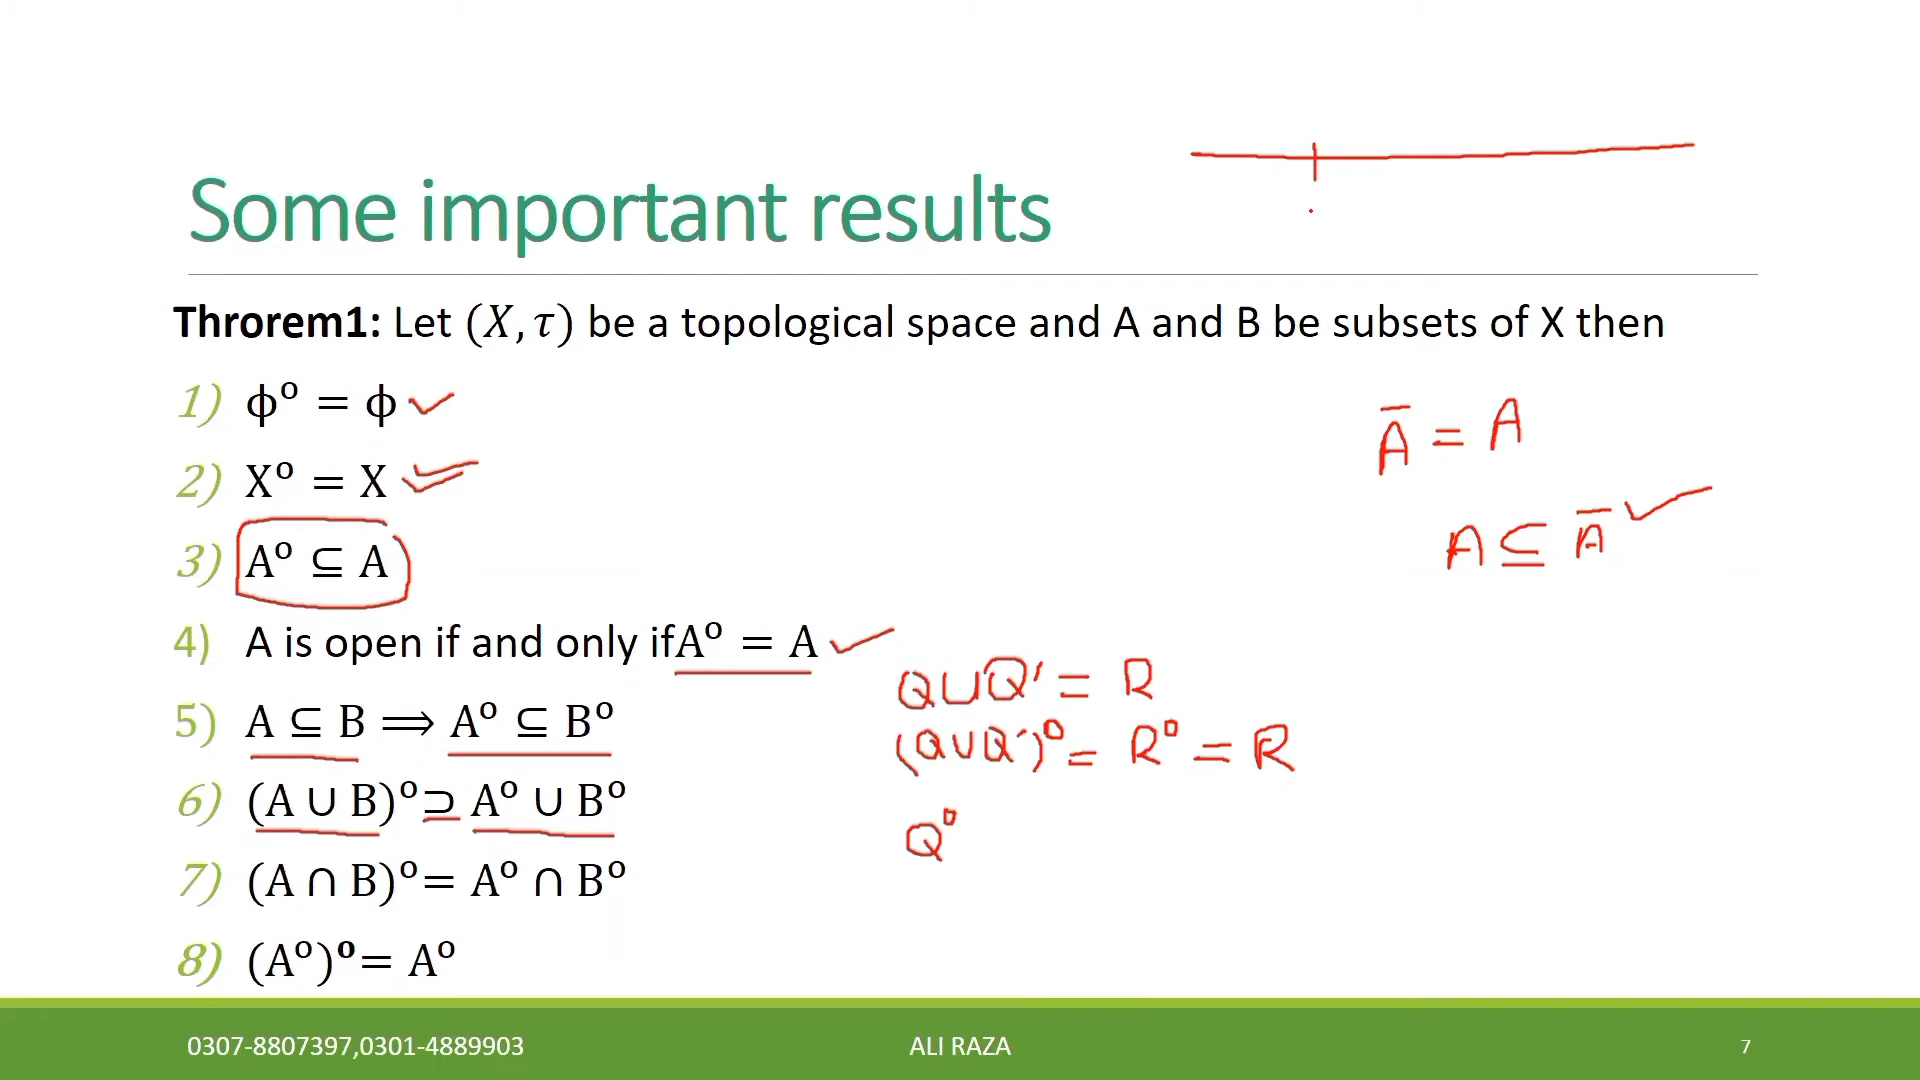 Some important results
Throrem1: Let (X, τ) be a topological space and A and B be subsets of X then
1) ϕ° = ϕ ✓
2) X° = X ✓
3) A° ⊆ A
4) A is open if and only ifA° = A ✓
5) A ⊆ B ⟹ A° ⊆ B°
6) (A ∪ B)°⊇ A° ∪ B°
7) (A ∩ B)°= A° ∩ B°
8) (A°)°= A°
Ā = A
A ⊆ Ā ✓
Q∪Q' = R
(Q∪Q')° = R° = R
Q°
0307-8807397,0301-4889903
ALI RAZA
7